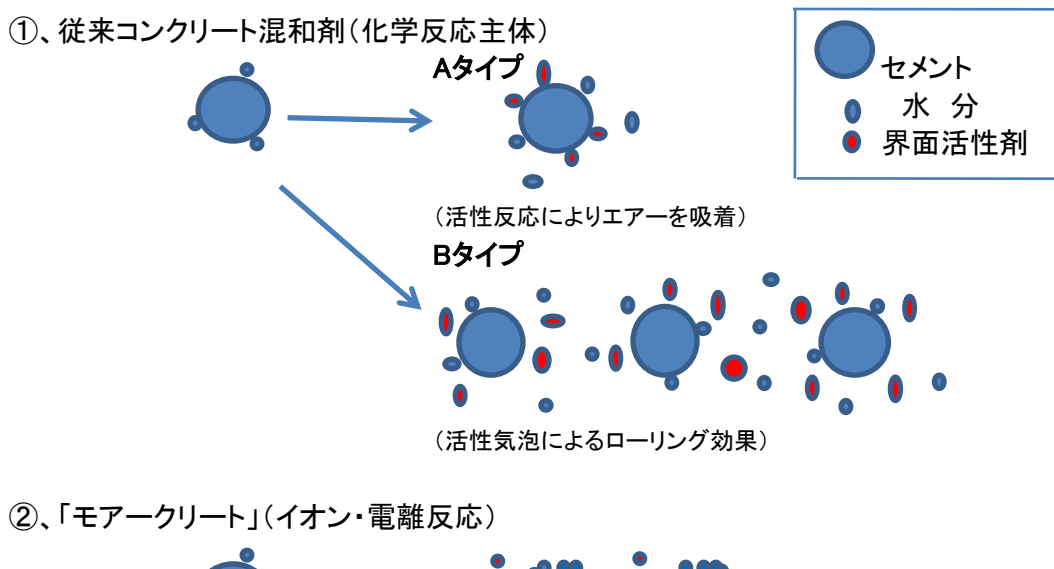 ①、従来コンクリート混和剤(化学反応主体)
Aタイプ
セメント
水 分
界面活性剤
(活性反応によりエアーを吸着)
Bタイプ
(活性気泡によるローリング効果)
②、「モアークリート」(イオン・電離反応)